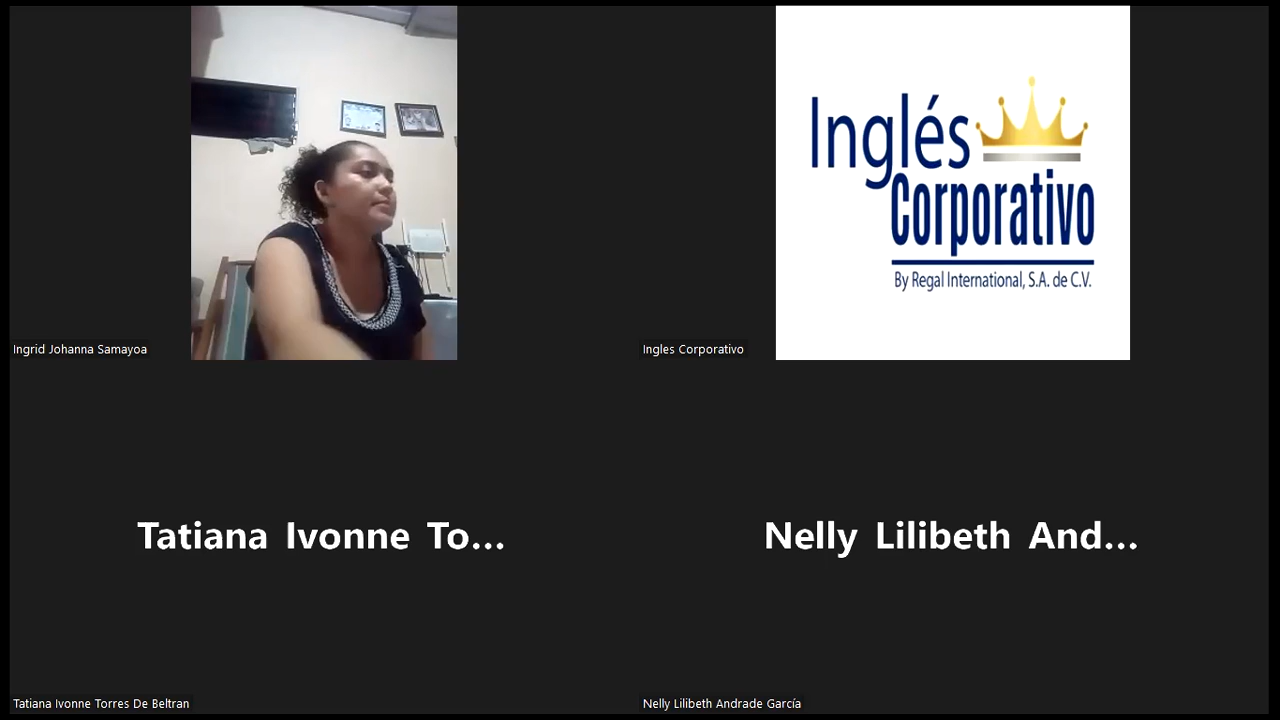 Inglés
Corporativo
By Regal International, S.A. de C.V.
Ingrid Johanna Samayoa
Ingles Corporativo
Tatiana Ivonne To...
Nelly Lilibeth And...
Tatiana Ivonne Torres De Beltran
Nelly Lilibeth Andrade García